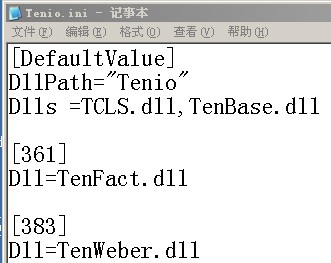 Tenio.ini - 记事本
文件(F) 编辑(E) 格式(O) 查看(V) 帮助(H)
[DefaultValue]
DllPath="Tenio"
Dlls =TCLS.dll,TenBase.dll
[361]
Dll=TenFact.dll
[383]
Dll=TenWeber.dll